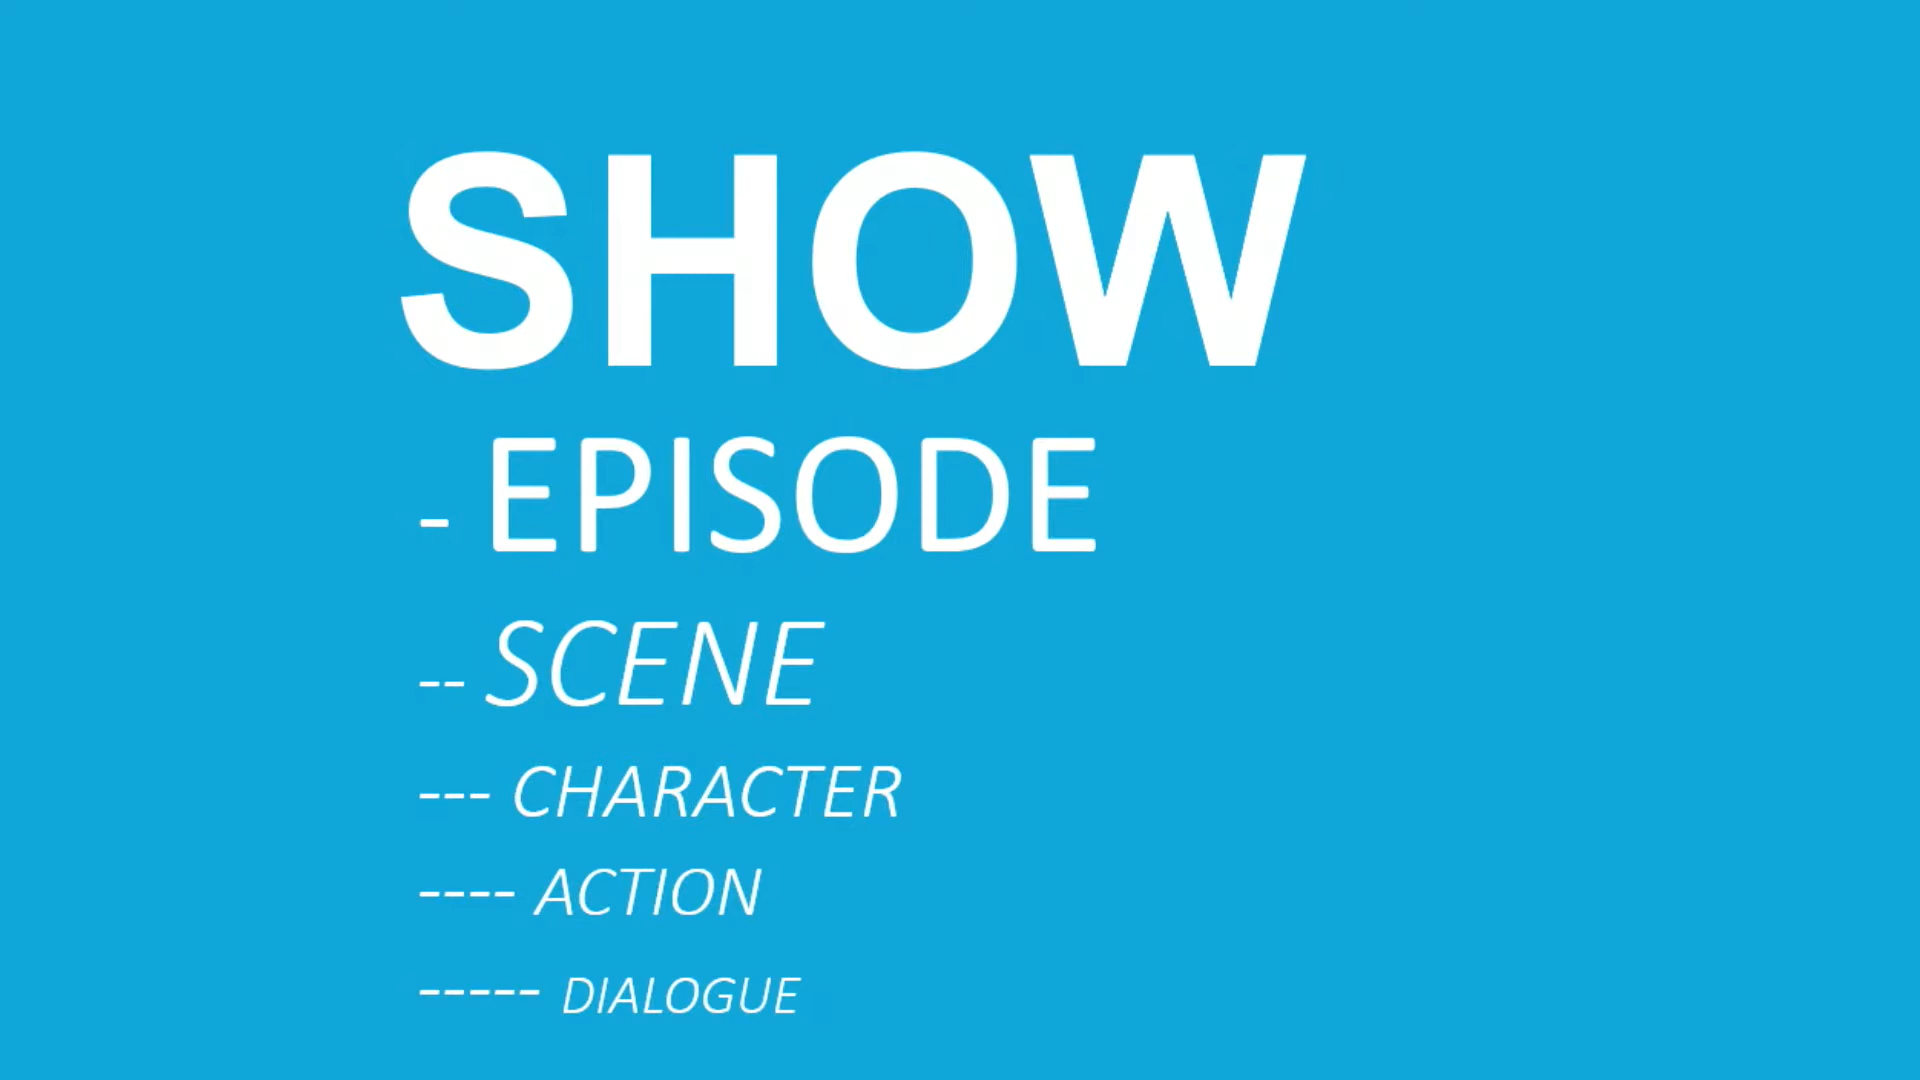 SHOW
- EPISODE
-- SCENE
--- CHARACTER
---- ACTION
----- DIALOGUE